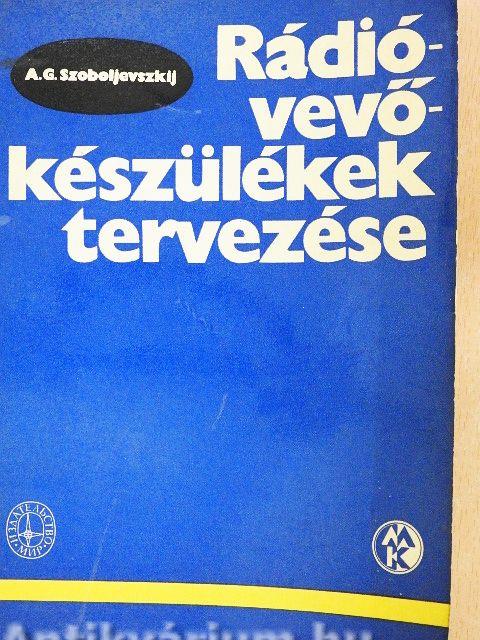 A.G. Szoboljevszkij
Rádió-
vevő-
készülékek
tervezése
ИЗДАТЕЛЬСТВО
МИР
MK
Antikvárium.hu